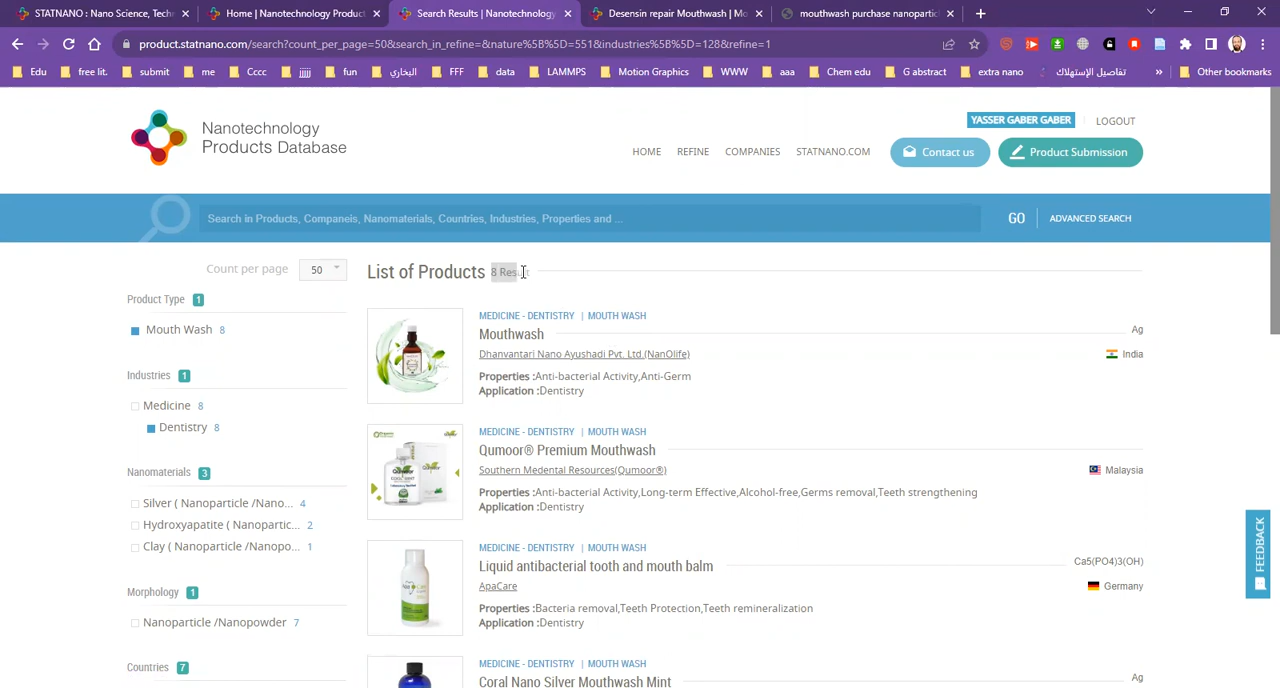 STATNANO : Nano Science, Techn
Home | Nanotechnology Product
Search Results | Nanotechnology
Desensin repair Mouthwash | Mo
mouthwash purchase nanopartic
product.statnano.com/search?count_per_page=50&search_in_refine=&nature%5B%5D=551&industries%5B%5D=128&refine=1
Edu
free lit.
submit
me
Cccc
jjjjj
fun
البخاري
FFF
data
LAMMPS
Motion Graphics
WWW
aaa
Chem edu
G abstract
extra nano
تفاصيل الإستهلاك
»
Other bookmarks
Nanotechnology
Products Database
YASSER GABER GABER
LOGOUT
HOME
REFINE
COMPANIES
STATNANO.COM
Contact us
Product Submission
Search in Products, Companeis, Nanomaterials, Countries, Industries, Properties and ...
GO
ADVANCED SEARCH
Count per page 50
Product Type 1
Mouth Wash 8
Industries 1
Medicine 8
Dentistry 8
Nanomaterials 3
Silver ( Nanoparticle /Nano... 4
Hydroxyapatite ( Nanopartic... 2
Clay ( Nanoparticle /Nanopo... 1
Morphology 1
Nanoparticle /Nanopowder 7
Countries 7
List of Products 8 Result
MEDICINE - DENTISTRY | MOUTH WASH
Mouthwash
Ag
Dhanvantari Nano Ayushadi Pvt. Ltd.(NanOlife)
India
Properties :Anti-bacterial Activity,Anti-Germ
Application :Dentistry
MEDICINE - DENTISTRY | MOUTH WASH
Qumoor® Premium Mouthwash
Southern Medental Resources(Qumoor®)
Malaysia
Properties :Anti-bacterial Activity,Long-term Effective,Alcohol-free,Germs removal,Teeth strengthening
Application :Dentistry
MEDICINE - DENTISTRY | MOUTH WASH
Liquid antibacterial tooth and mouth balm
Ca5(PO4)3(OH)
ApaCare
Germany
Properties :Bacteria removal,Teeth Protection,Teeth remineralization
Application :Dentistry
MEDICINE - DENTISTRY | MOUTH WASH
Coral Nano Silver Mouthwash Mint
Ag
FEEDBACK